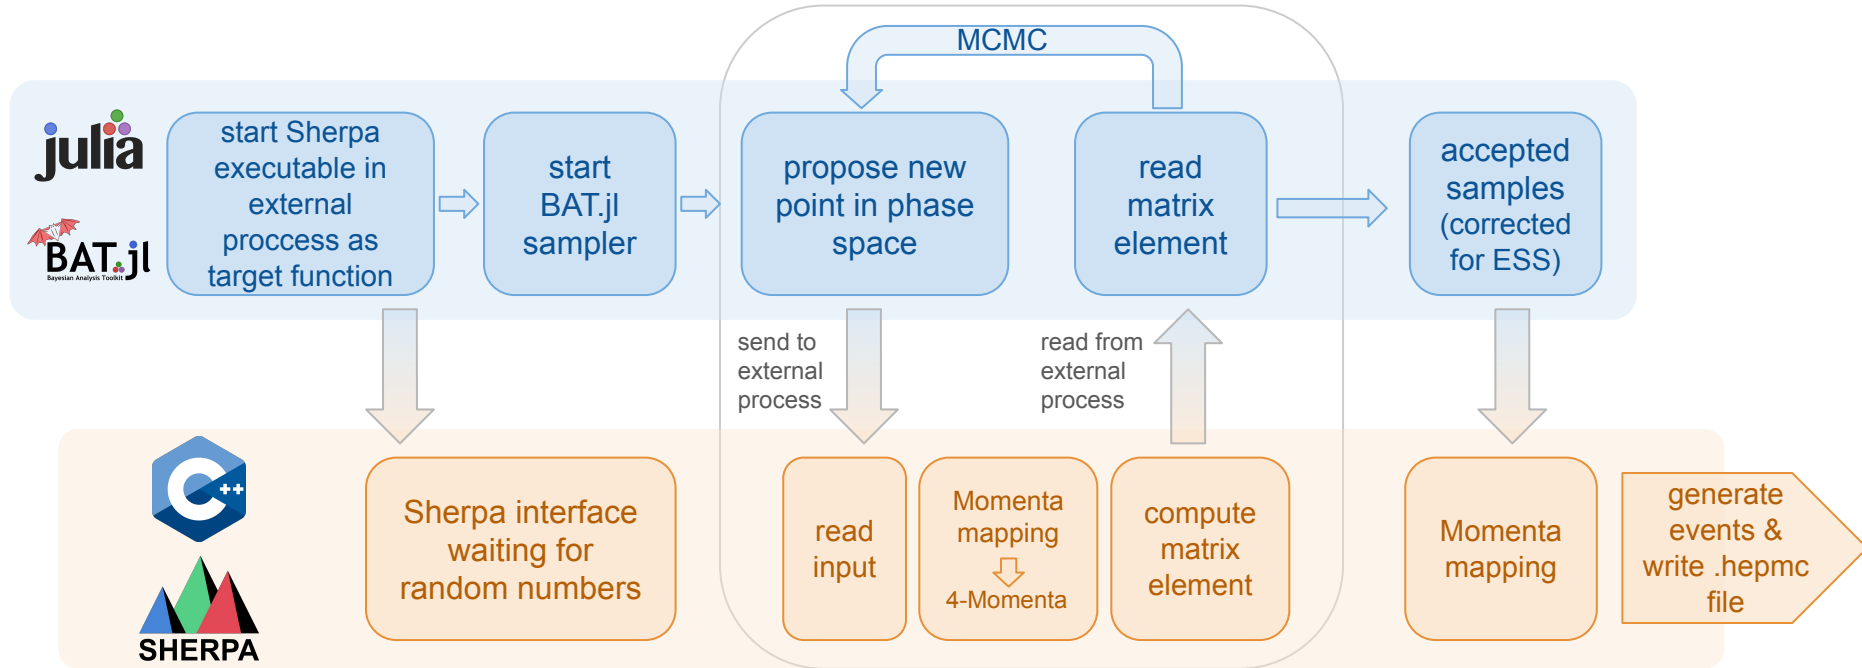 MCMC
julia
BAT.jl
Bayesian Analysis Toolkit
start Sherpa
executable in
external
proccess as
target function
start
BAT.jl
sampler
propose new
point in phase
space
read
matrix
element
accepted
samples
(corrected
for ESS)
send to
external
process
read from
external
process
C++
SHERPA
Sherpa interface
waiting for
random numbers
read
input
Momenta
mapping
4-Momenta
compute
matrix
element
Momenta
mapping
generate
events &
write .hepmc
file